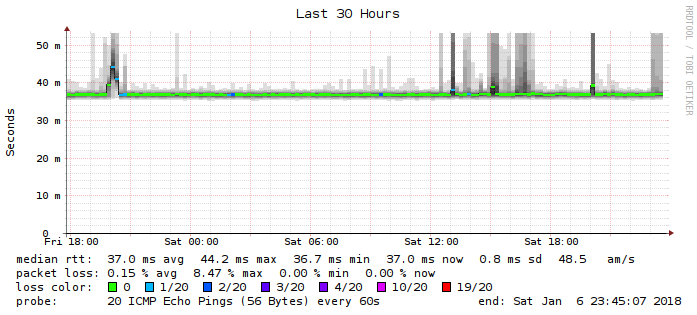 Last 30 Hours
RRDTOOL / TOBI OETIKER
Seconds
50 m
40 m
30 m
20 m
10 m
0
Fri 18:00 Sat 00:00 Sat 06:00 Sat 12:00 Sat 18:00
median rtt: 37.0 ms avg 44.2 ms max 36.7 ms min 37.0 ms now 0.8 ms sd 48.5 am/s
packet loss: 0.15 % avg 8.47 % max 0.00 % min 0.00 % now
loss color: 0 1/20 2/20 3/20 4/20 10/20 19/20
probe: 20 ICMP Echo Pings (56 Bytes) every 60s end: Sat Jan 6 23:45:07 2018